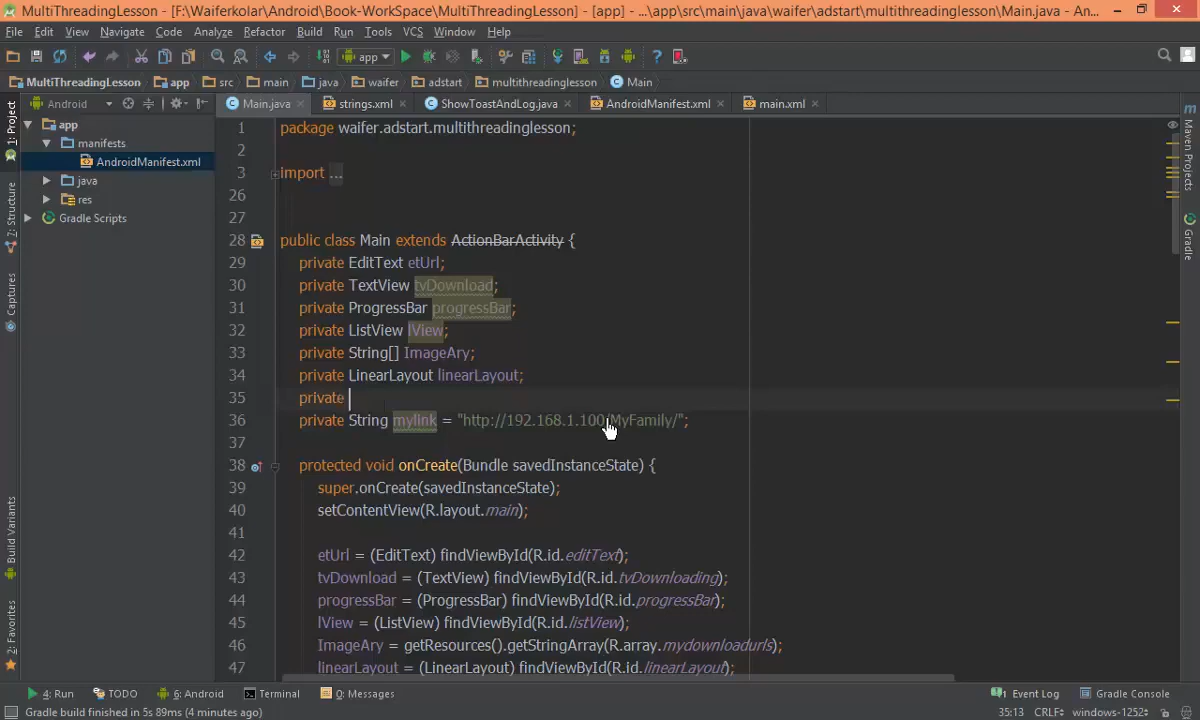 MultiThreadingLesson - [F:\Waiferkolar\Android\Book-WorkSpace\MultiThreadingLesson] - [app] - ...\app\src\main\java\waifer\adstart\multithreadinglesson\Main.java - An...
File Edit View Navigate Code Analyze Refactor Build Run Tools VCS Window Help
app
MultiThreadingLesson app src main java waifer adstart multithreadinglesson Main
Android Main.java strings.xml ShowToastAndLog.java AndroidManifest.xml main.xml
1: Project
7: Structure
Captures
Build Variants
2: Favorites
app
manifests
AndroidManifest.xml
java
res
Gradle Scripts
1 package waifer.adstart.multithreadinglesson;
2
3 import ...
26
27
28 public class Main extends ActionBarActivity {
29 private EditText etUrl;
30 private TextView tvDownload;
31 private ProgressBar progressBar;
32 private ListView lView;
33 private String[] ImageAry;
34 private LinearLayout linearLayout;
35 private
36 private String mylink = "http://192.168.1.100/MyFamily/";
37
38 protected void onCreate(Bundle savedInstanceState) {
39 super.onCreate(savedInstanceState);
40 setContentView(R.layout.main);
41
42 etUrl = (EditText) findViewById(R.id.editText);
43 tvDownload = (TextView) findViewById(R.id.tvDownloading);
44 progressBar = (ProgressBar) findViewById(R.id.progressBar);
45 lView = (ListView) findViewById(R.id.listView);
46 ImageAry = getResources().getStringArray(R.array.mydownloadurls);
47 linearLayout = (LinearLayout) findViewById(R.id.linearLayout);
Maven Projects
Gradle
4: Run TODO 6: Android Terminal 0: Messages 1 Event Log Gradle Console
Gradle build finished in 5s 89ms (4 minutes ago) 35:13 CRLF windows-1252